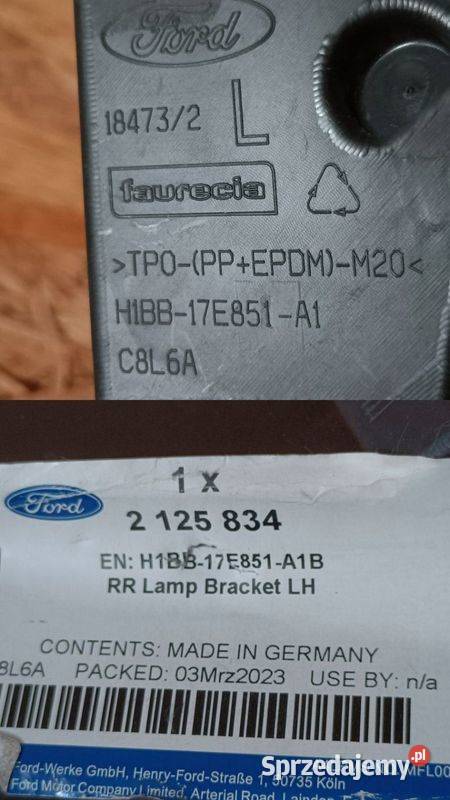 Ford
18473/2 L
faurecia
>TPO-(PP+EPDM)-M20<
H1BB-17E851-A1
C8L6A
1 X
Ford
2 125 834
EN: H1BB-17E851-A1B
RR Lamp Bracket LH
CONTENTS: MADE IN GERMANY
8L6A PACKED: 03Mrz2023 USE BY: n/a
Ford-Werke GmbH, Henry-Ford-Straße 1, 50735 Köln
MFL00
Ford Motor Company Limited, Arterial Road,
Sprzedajemy.pl